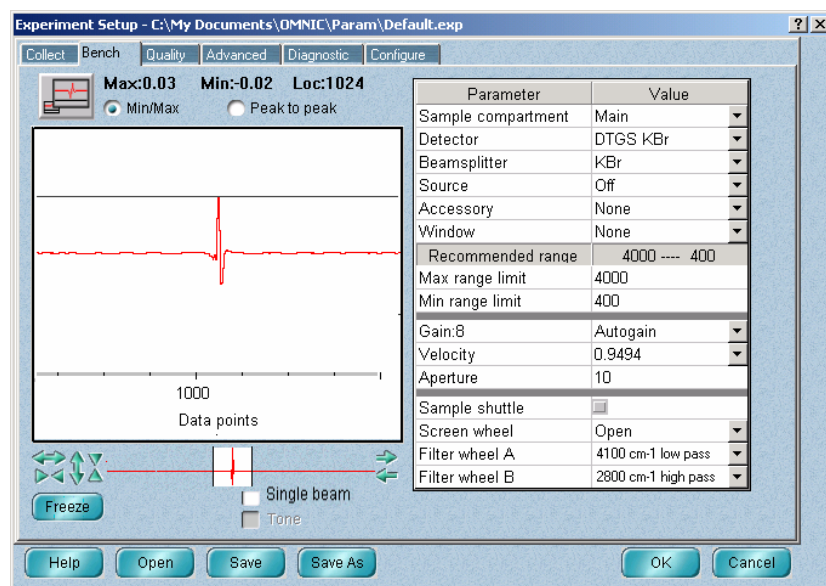 Experiment Setup - C:\My Documents\OMNIC\Param\Default.exp
Collect Bench Quality Advanced Diagnostic Configure
Max:0.03 Min:-0.02 Loc:1024
Min/Max Peak to peak
1000
Data points
Single beam
Tone
Freeze
Parameter Value
Sample compartment Main
Detector DTGS KBr
Beamsplitter KBr
Source Off
Accessory None
Window None
Recommended range 4000 ---- 400
Max range limit 4000
Min range limit 400
Gain:8 Autogain
Velocity 0.9494
Aperture 10
Sample shuttle
Screen wheel Open
Filter wheel A 4100 cm-1 low pass
Filter wheel B 2800 cm-1 high pass
Help Open Save Save As OK Cancel